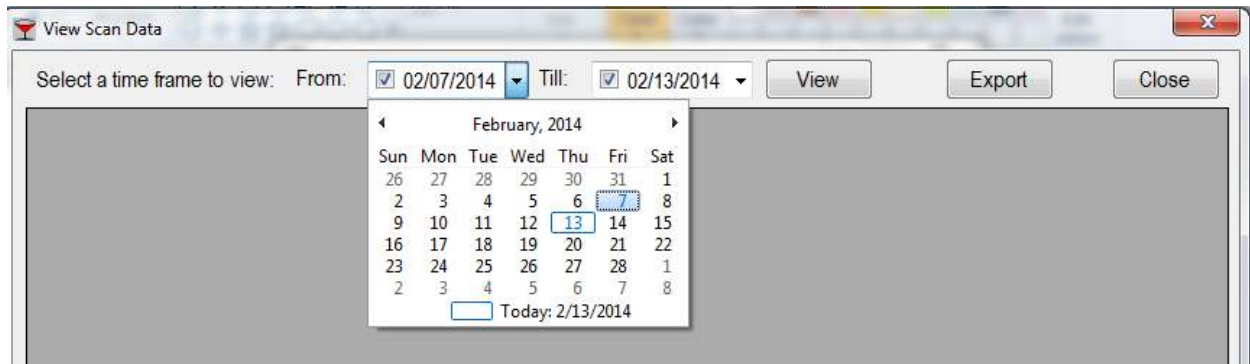 View Scan Data
Select a time frame to view: From: 02/07/2014 Till: 02/13/2014 View Export Close
February, 2014
Sun Mon Tue Wed Thu Fri Sat
26 27 28 29 30 31 1
2 3 4 5 6 7 8
9 10 11 12 13 14 15
16 17 18 19 20 21 22
23 24 25 26 27 28 1
2 3 4 5 6 7 8
Today: 2/13/2014